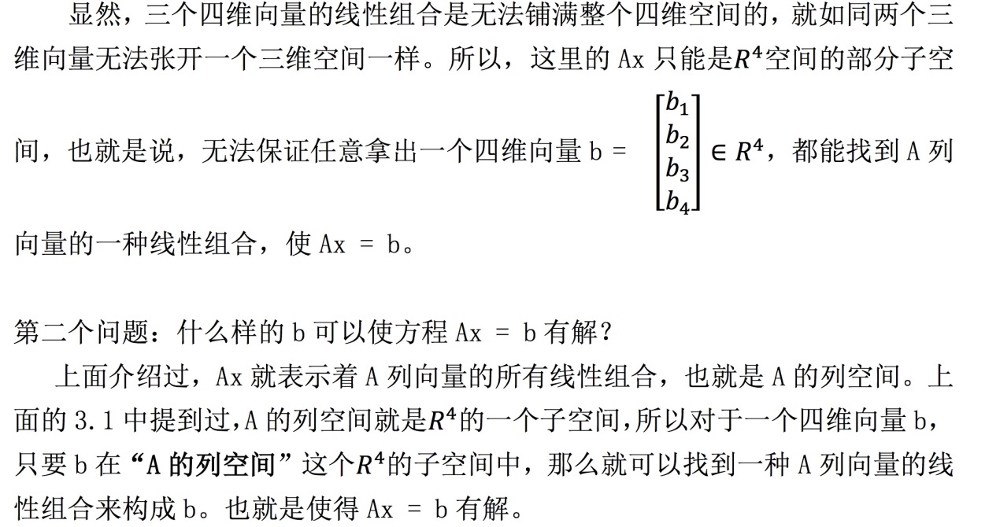 显然，三个四维向量的线性组合是无法铺满整个四维空间的，就如同两个三
维向量无法张开一个三维空间一样。所以，这里的 Ax 只能是R⁴空间的部分子空
间，也就是说，无法保证任意拿出一个四维向量 b = [b₁ b₂ b₃ b₄] ∈ R⁴，都能找到 A 列
向量的一种线性组合，使 Ax = b。
第二个问题：什么样的 b 可以使方程 Ax = b 有解？
上面介绍过，Ax 就表示着 A 列向量的所有线性组合，也就是 A 的列空间。上
面的 3.1 中提到过，A 的列空间就是R⁴的一个子空间，所以对于一个四维向量 b，
只要 b 在“A 的列空间”这个R⁴的子空间中，那么就可以找到一种 A 列向量的线
性组合来构成 b。也就是使得 Ax = b 有解。